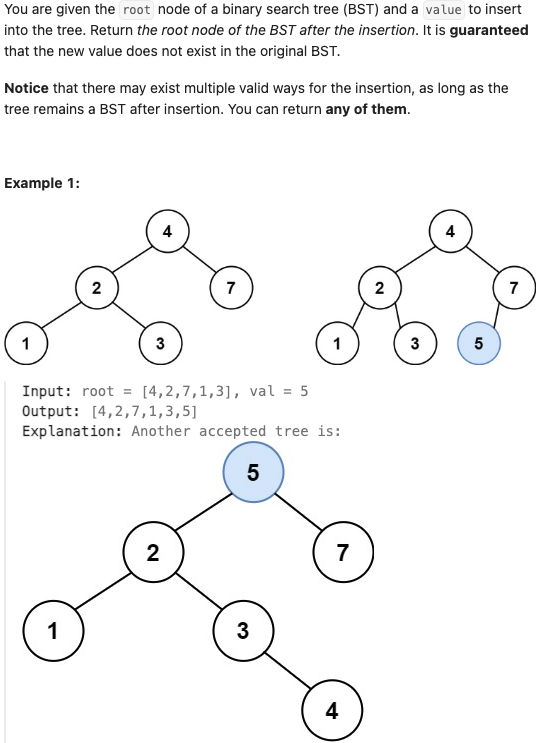 You are given the root node of a binary search tree (BST) and a value to insert
into the tree. Return the root node of the BST after the insertion. It is guaranteed
that the new value does not exist in the original BST.
Notice that there may exist multiple valid ways for the insertion, as long as the
tree remains a BST after insertion. You can return any of them.
Example 1:
4 4
2 7 2 7
1 3 1 3 5
Input: root = [4,2,7,1,3], val = 5
Output: [4,2,7,1,3,5]
Explanation: Another accepted tree is:
5
2 7
1 3
4